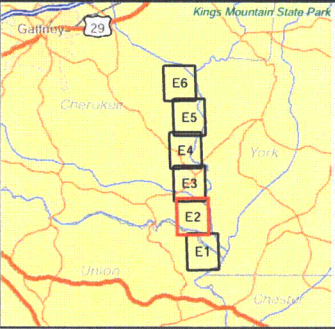 Kings Mountain State Park
Gaffney
29
E6
Cherokee
E5
E4
York
E3
E2
E1
Union
Chester